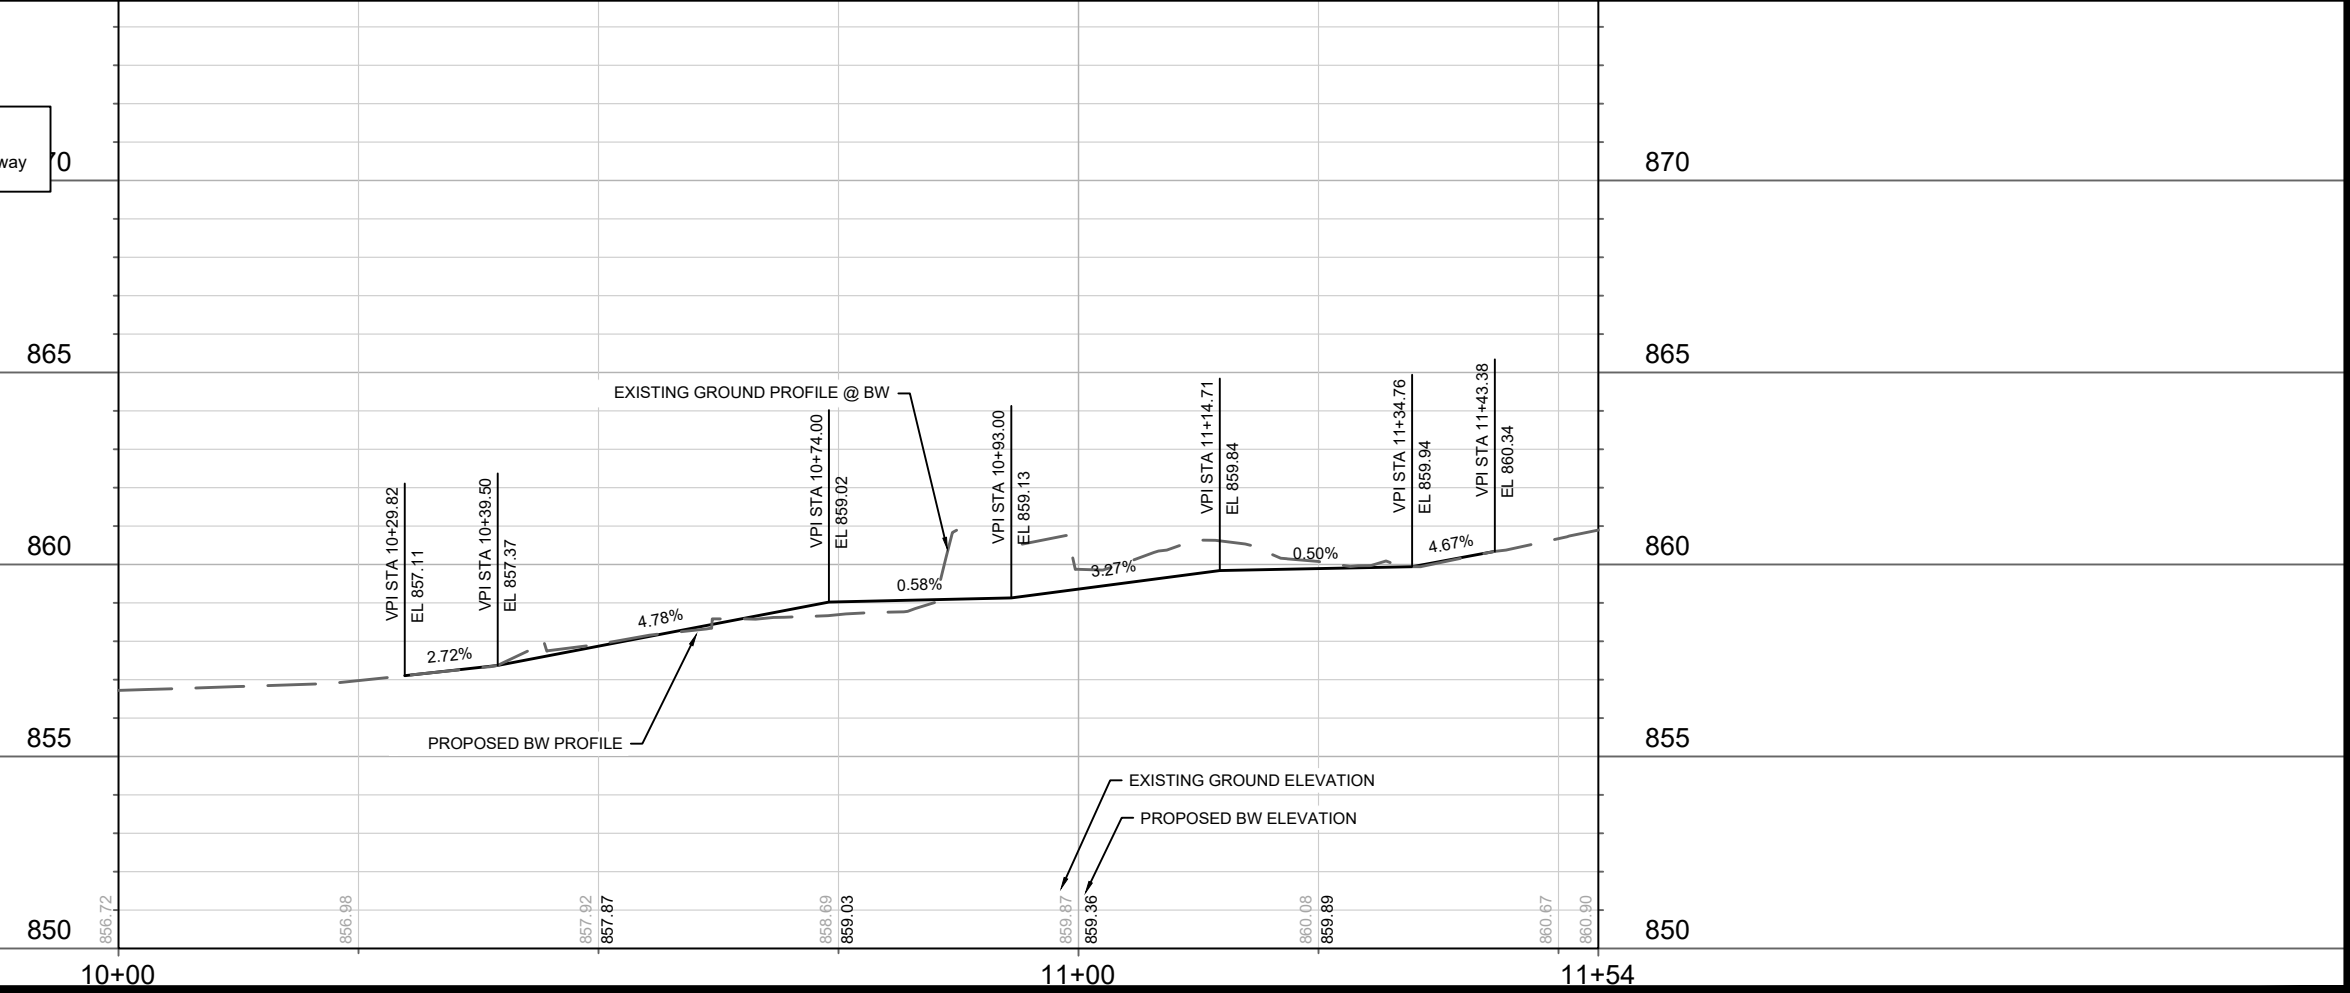 way
70
870
865
865
EXISTING GROUND PROFILE @ BW
VPI STA 10+29.82
EL 857.11
VPI STA 10+39.50
EL 857.37
VPI STA 10+74.00
EL 859.02
VPI STA 10+93.00
EL 859.13
VPI STA 11+14.71
EL 859.84
VPI STA 11+34.76
EL 859.94
VPI STA 11+43.38
EL 860.34
860
860
2.72%
4.78%
0.58%
3.27%
0.50%
4.67%
855
855
PROPOSED BW PROFILE
EXISTING GROUND ELEVATION
PROPOSED BW ELEVATION
850
856.72
856.98
857.92
857.87
858.69
859.03
859.87
859.36
860.08
859.89
860.67
860.90
850
10+00
11+00
11+54